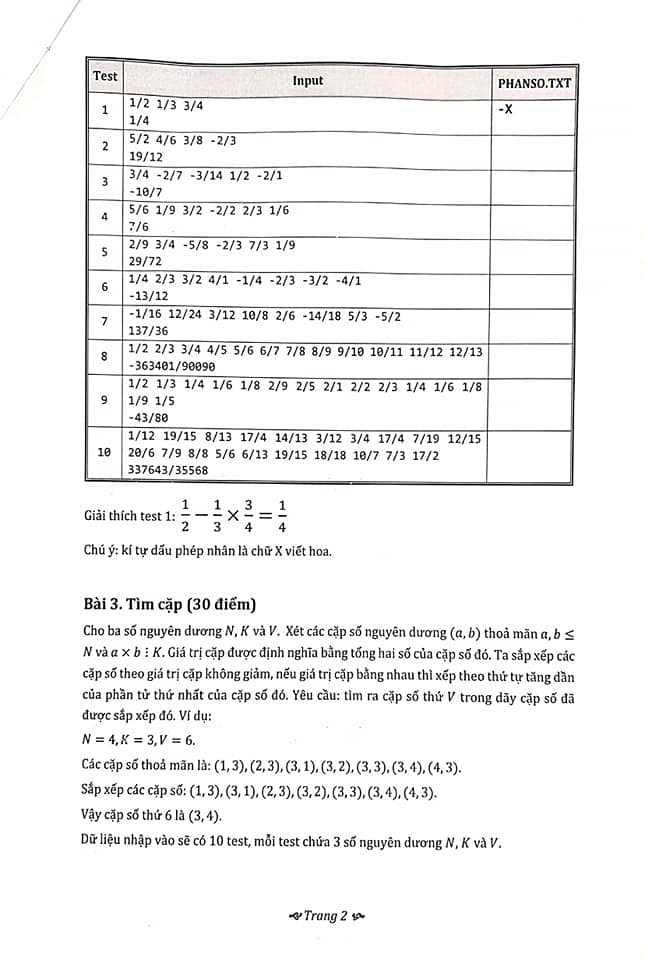 Test Input PHANSO.TXT
1 1/2 1/3 3/4 -X
1/4
2 5/2 4/6 3/8 -2/3
19/12
3 3/4 -2/7 -3/14 1/2 -2/1
-10/7
4 5/6 1/9 3/2 -2/2 2/3 1/6
7/6
5 2/9 3/4 -5/8 -2/3 7/3 1/9
29/72
6 1/4 2/3 3/2 4/1 -1/4 -2/3 -3/2 -4/1
-13/12
7 -1/16 12/24 3/12 10/8 2/6 -14/18 5/3 -5/2
137/36
8 1/2 2/3 3/4 4/5 5/6 6/7 7/8 8/9 9/10 10/11 11/12 12/13
-363401/90090
9 1/2 1/3 1/4 1/6 1/8 2/9 2/5 2/1 2/2 2/3 1/4 1/6 1/8
1/9 1/5
-43/80
10 1/12 19/15 8/13 17/4 14/13 3/12 3/4 17/4 7/19 12/15
20/6 7/9 8/8 5/6 6/13 19/15 18/18 10/7 7/3 17/2
337643/35568
Giải thích test 1: 1/2 − 1/3 × 3/4 = 1/4
Chú ý: kí tự dấu phép nhân là chữ X viết hoa.
Bài 3. Tìm cặp (30 điểm)
Cho ba số nguyên dương N, K và V. Xét các cặp số nguyên dương (a, b) thoả mãn a, b ≤
N và a × b ⋮ K. Giá trị cặp được định nghĩa bằng tổng hai số của cặp số đó. Ta sắp xếp các
cặp số theo giá trị cặp không giảm, nếu giá trị cặp bằng nhau thì xếp theo thứ tự tăng dần
của phần tử thứ nhất của cặp số đó. Yêu cầu: tìm ra cặp số thứ V trong dãy cặp số đã
được sắp xếp đó. Ví dụ:
N = 4, K = 3, V = 6.
Các cặp số thoả mãn là: (1, 3), (2, 3), (3, 1), (3, 2), (3, 3), (3, 4), (4, 3).
Sắp xếp các cặp số: (1, 3), (3, 1), (2, 3), (3, 2), (3, 3), (3, 4), (4, 3).
Vậy cặp số thứ 6 là (3, 4).
Dữ liệu nhập vào sẽ có 10 test, mỗi test chứa 3 số nguyên dương N, K và V.
Trang 2